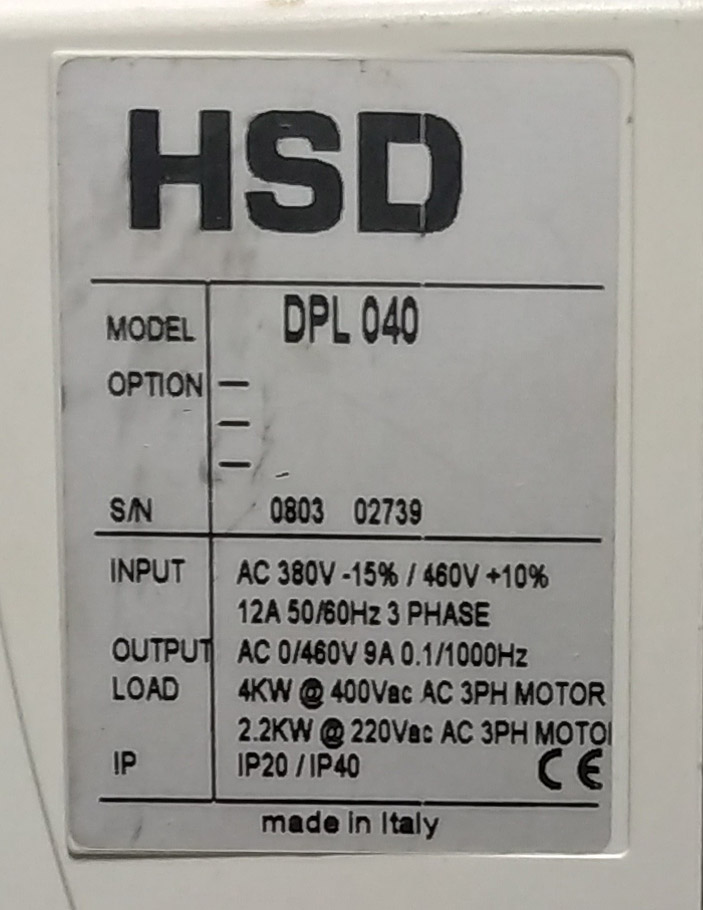 HSD
MODEL DPL 040
OPTION —
—
—
S/N 0803 02739
INPUT AC 380V -15% / 460V +10%
12A 50/60Hz 3 PHASE
OUTPUT AC 0/460V 9A 0.1/1000Hz
LOAD 4KW @ 400Vac AC 3PH MOTOR
2.2KW @ 220Vac AC 3PH MOTOR
IP IP20 / IP40 CE
made in Italy